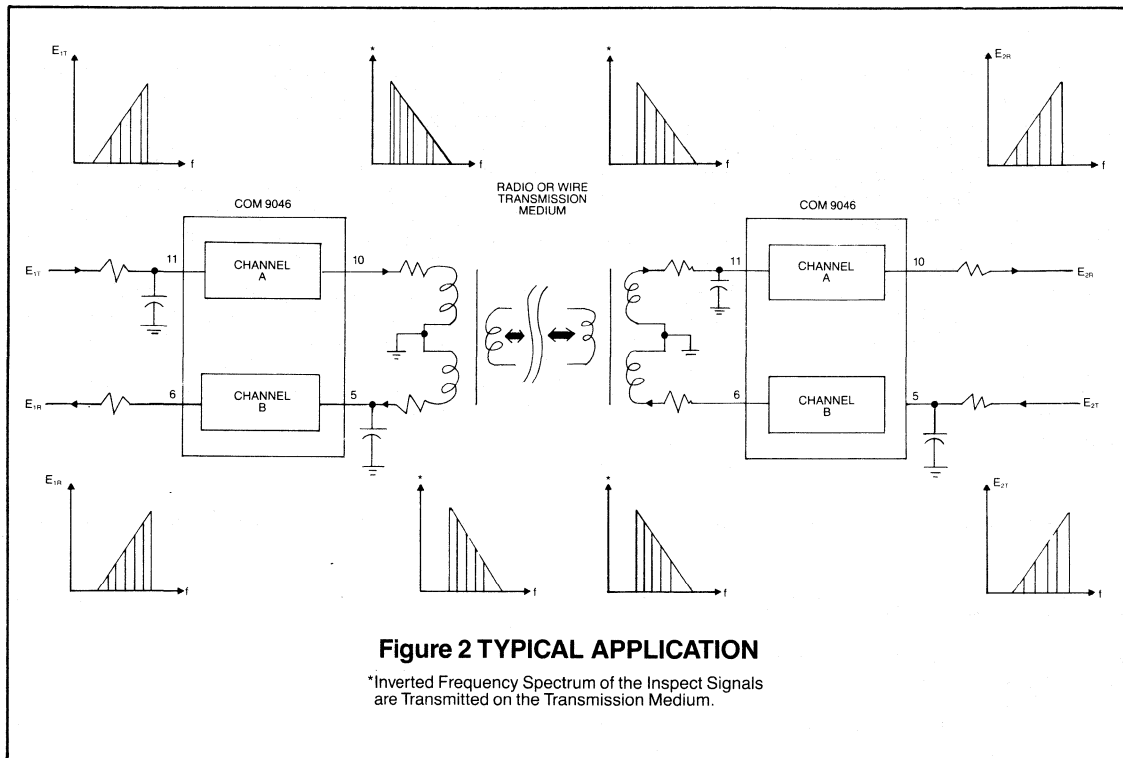 E1T
*
*
E2R
f
f
f
f
RADIO OR WIRE
TRANSMISSION
MEDIUM
COM 9046
COM 9046
E1T
11
CHANNEL
A
10
11
CHANNEL
A
10
E2R
E1R
6
CHANNEL
B
5
6
CHANNEL
B
5
E2T
E1R
*
*
E2T
f
f
f
f
Figure 2 TYPICAL APPLICATION
*Inverted Frequency Spectrum of the Inspect Signals
are Transmitted on the Transmission Medium.